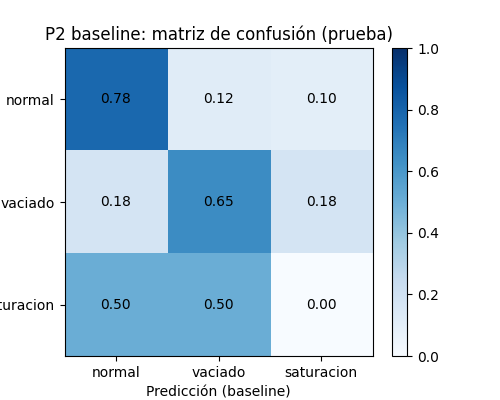 P2 baseline: matriz de confusión (prueba)
normal 0.78 0.12 0.10
vaciado 0.18 0.65 0.18
turacion 0.50 0.50 0.00
normal vaciado saturacion
Predicción (baseline)
1.0
0.8
0.6
0.4
0.2
0.0